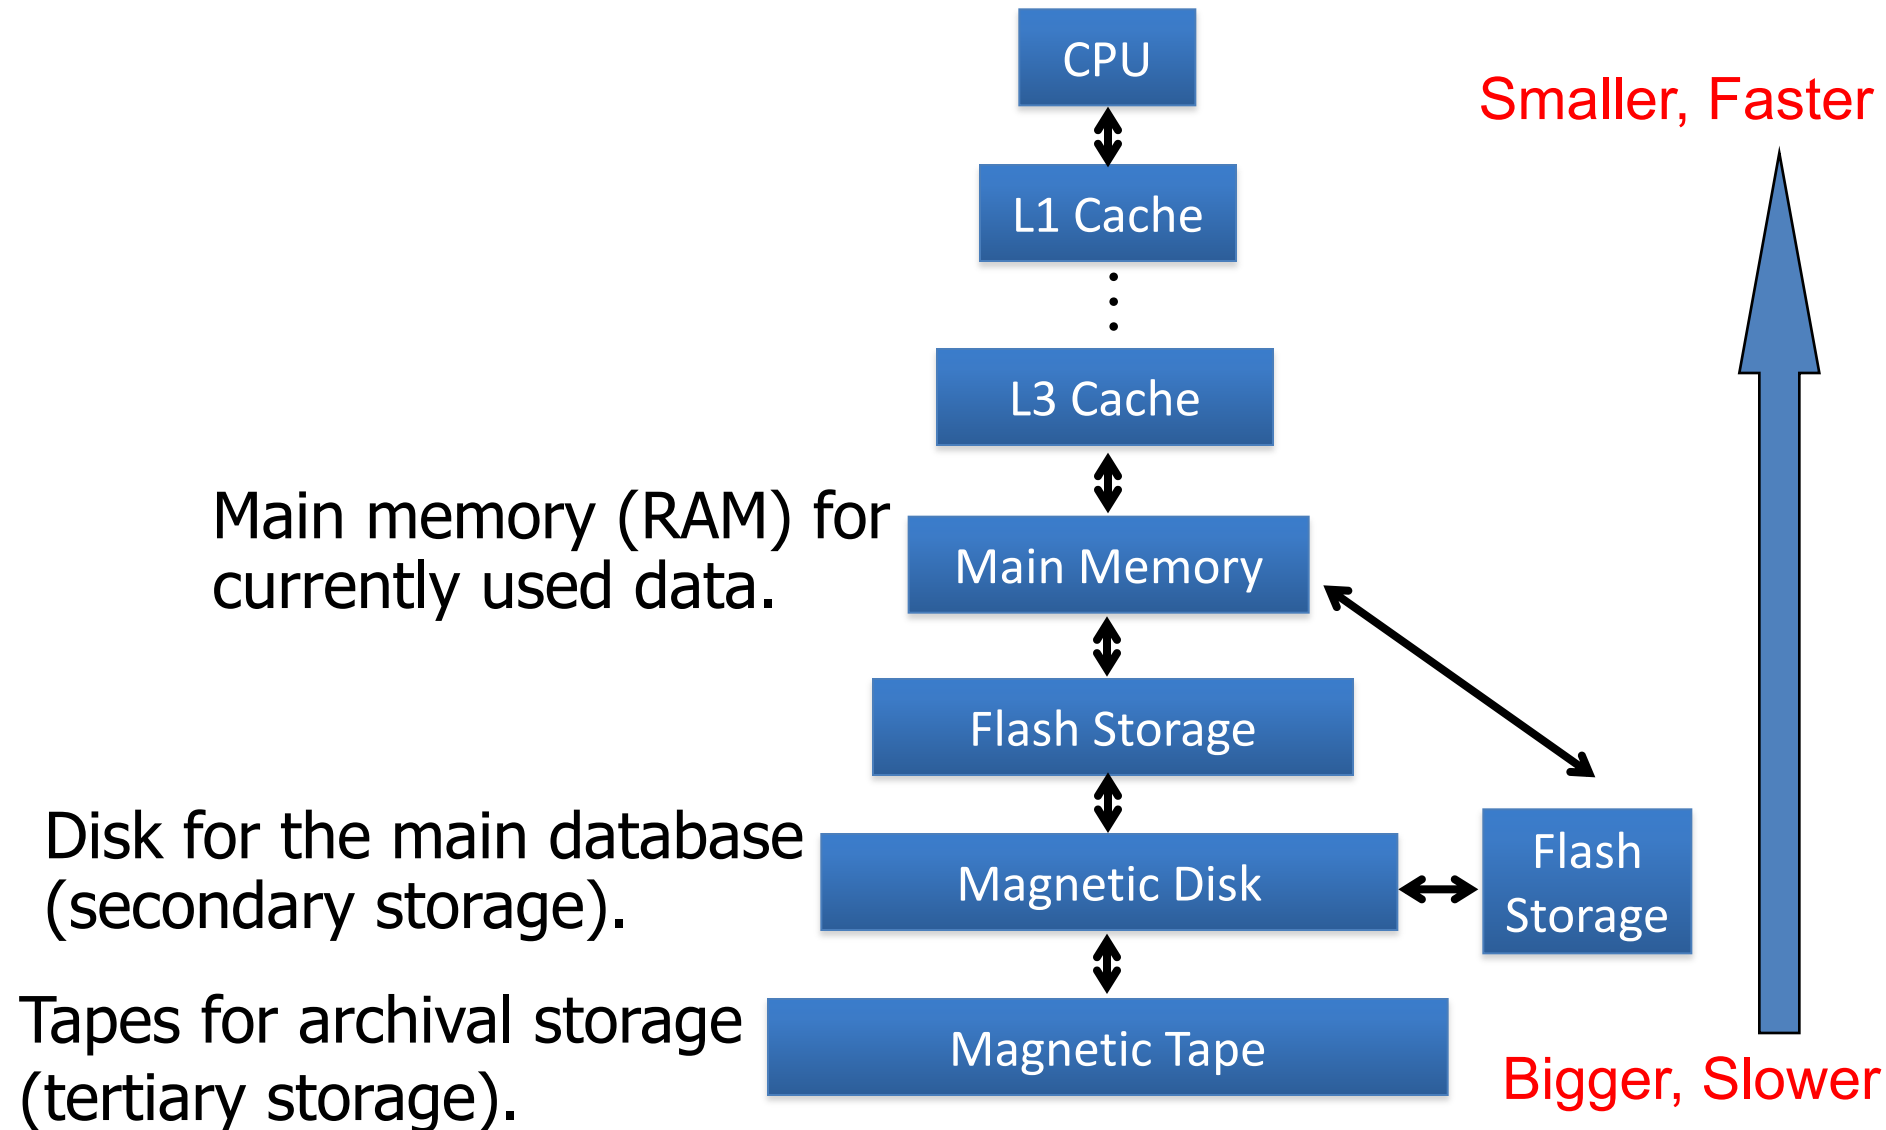 CPU
Smaller, Faster
L1 Cache
L3 Cache
Main memory (RAM) for
currently used data.
Main Memory
Flash Storage
Disk for the main database
(secondary storage).
Magnetic Disk
Flash
Storage
Tapes for archival storage
(tertiary storage).
Magnetic Tape
Bigger, Slower